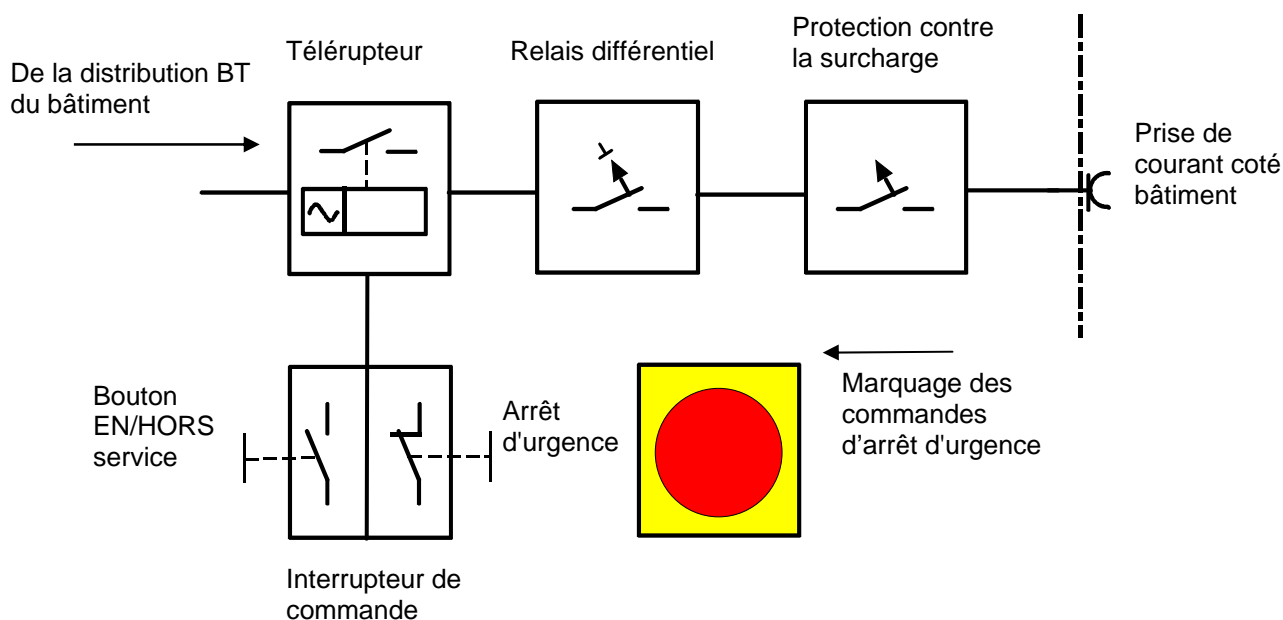 De la distribution BT
du bâtiment
Télérupteur
Relais différentiel
Protection contre
la surcharge
Prise de
courant coté
bâtiment
Bouton
EN/HORS
service
Arrêt
d'urgence
Marquage des
commandes
d’arrêt d'urgence
Interrupteur de
commande